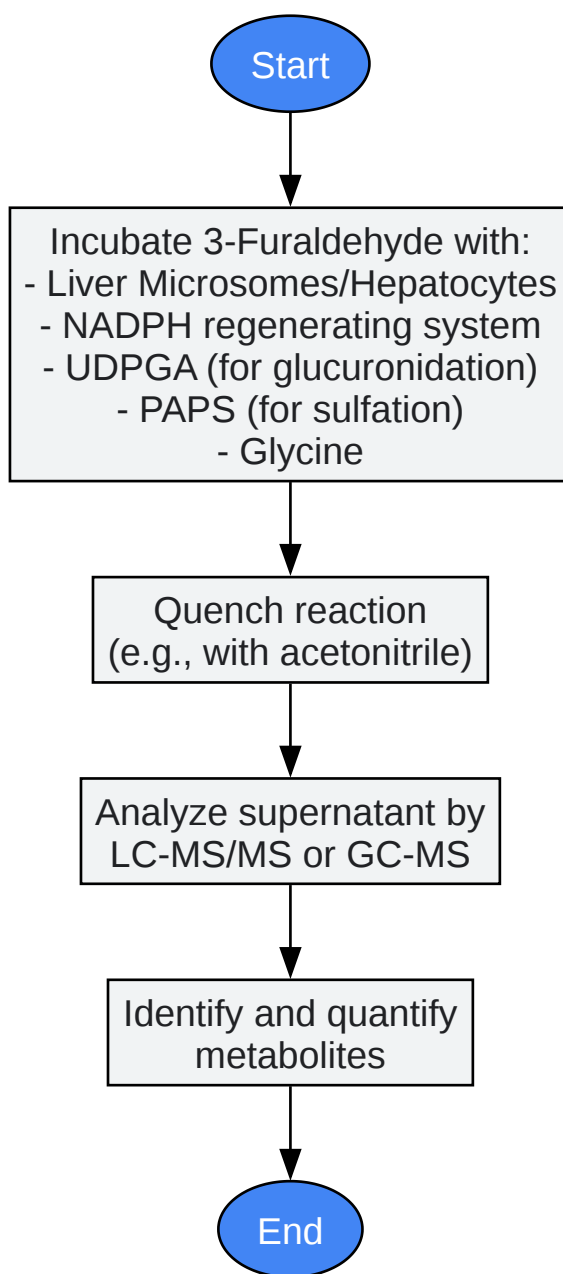 Start
Incubate 3-Furaldehyde with:
- Liver Microsomes/Hepatocytes
- NADPH regenerating system
- UDPGA (for glucuronidation)
- PAPS (for sulfation)
- Glycine
Quench reaction
(e.g., with acetonitrile)
Analyze supernatant by
LC-MS/MS or GC-MS
Identify and quantify
metabolites
End